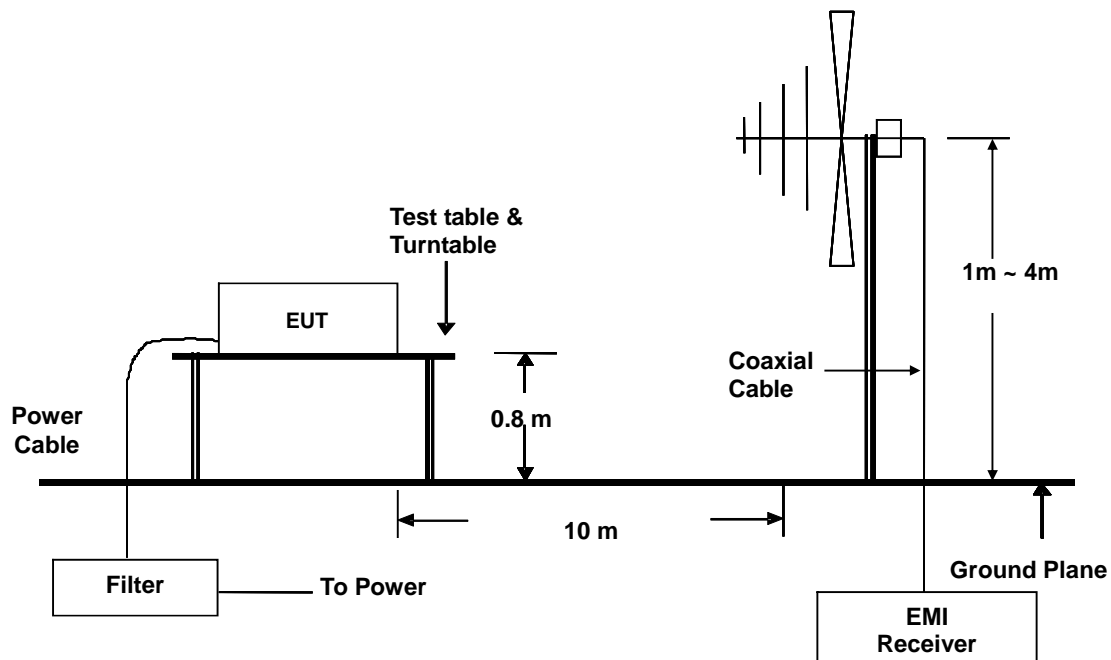 Test table &
Turntable
EUT
1m ~ 4m
Coaxial
Cable
0.8 m
Power
Cable
10 m
Filter
To Power
Ground Plane
EMI
Receiver